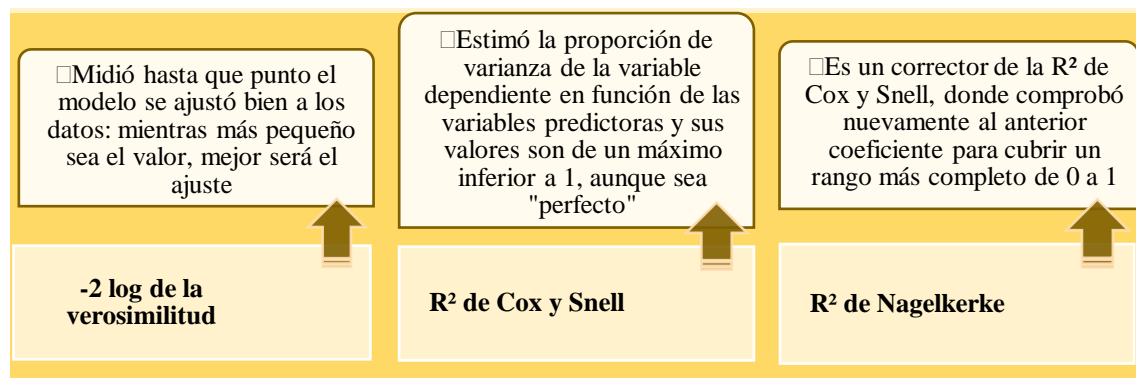 □Midió hasta que punto el
modelo se ajustó bien a los
datos: mientras más pequeño
sea el valor, mejor será el
ajuste
-2 log de la
verosimilitud
□Estimó la proporción de
varianza de la variable
dependiente en función de las
variables predictoras y sus
valores son de un máximo
inferior a 1, aunque sea
"perfecto"
R² de Cox y Snell
□Es un corrector de la R² de
Cox y Snell, donde comprobó
nuevamente al anterior
coeficiente para cubrir un
rango más completo de 0 a 1
R² de Nagelkerke